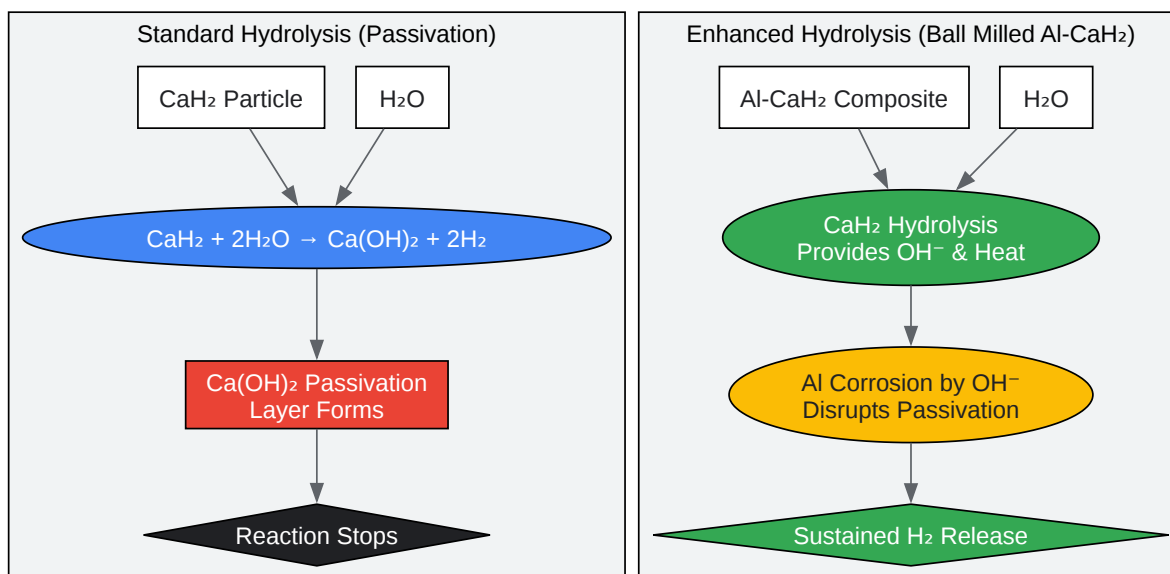 Standard Hydrolysis (Passivation)
CaH₂ Particle
H₂O
CaH₂ + 2H₂O → Ca(OH)₂ + 2H₂
Ca(OH)₂ Passivation
Layer Forms
Reaction Stops
Enhanced Hydrolysis (Ball Milled Al-CaH₂)
Al-CaH₂ Composite
H₂O
CaH₂ Hydrolysis
Provides OH⁻ & Heat
Al Corrosion by OH⁻
Disrupts Passivation
Sustained H₂ Release